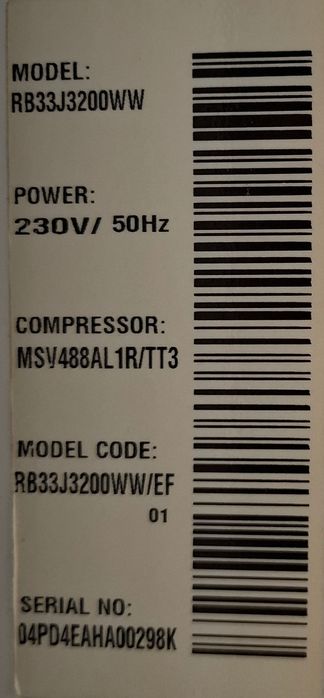 MODEL:
RB33J3200WW
POWER:
230V/ 50Hz
COMPRESSOR:
MSV488AL1R/TT3
MODEL CODE:
RB33J3200WW/EF
01
SERIAL NO:
04PD4EAHA00298K